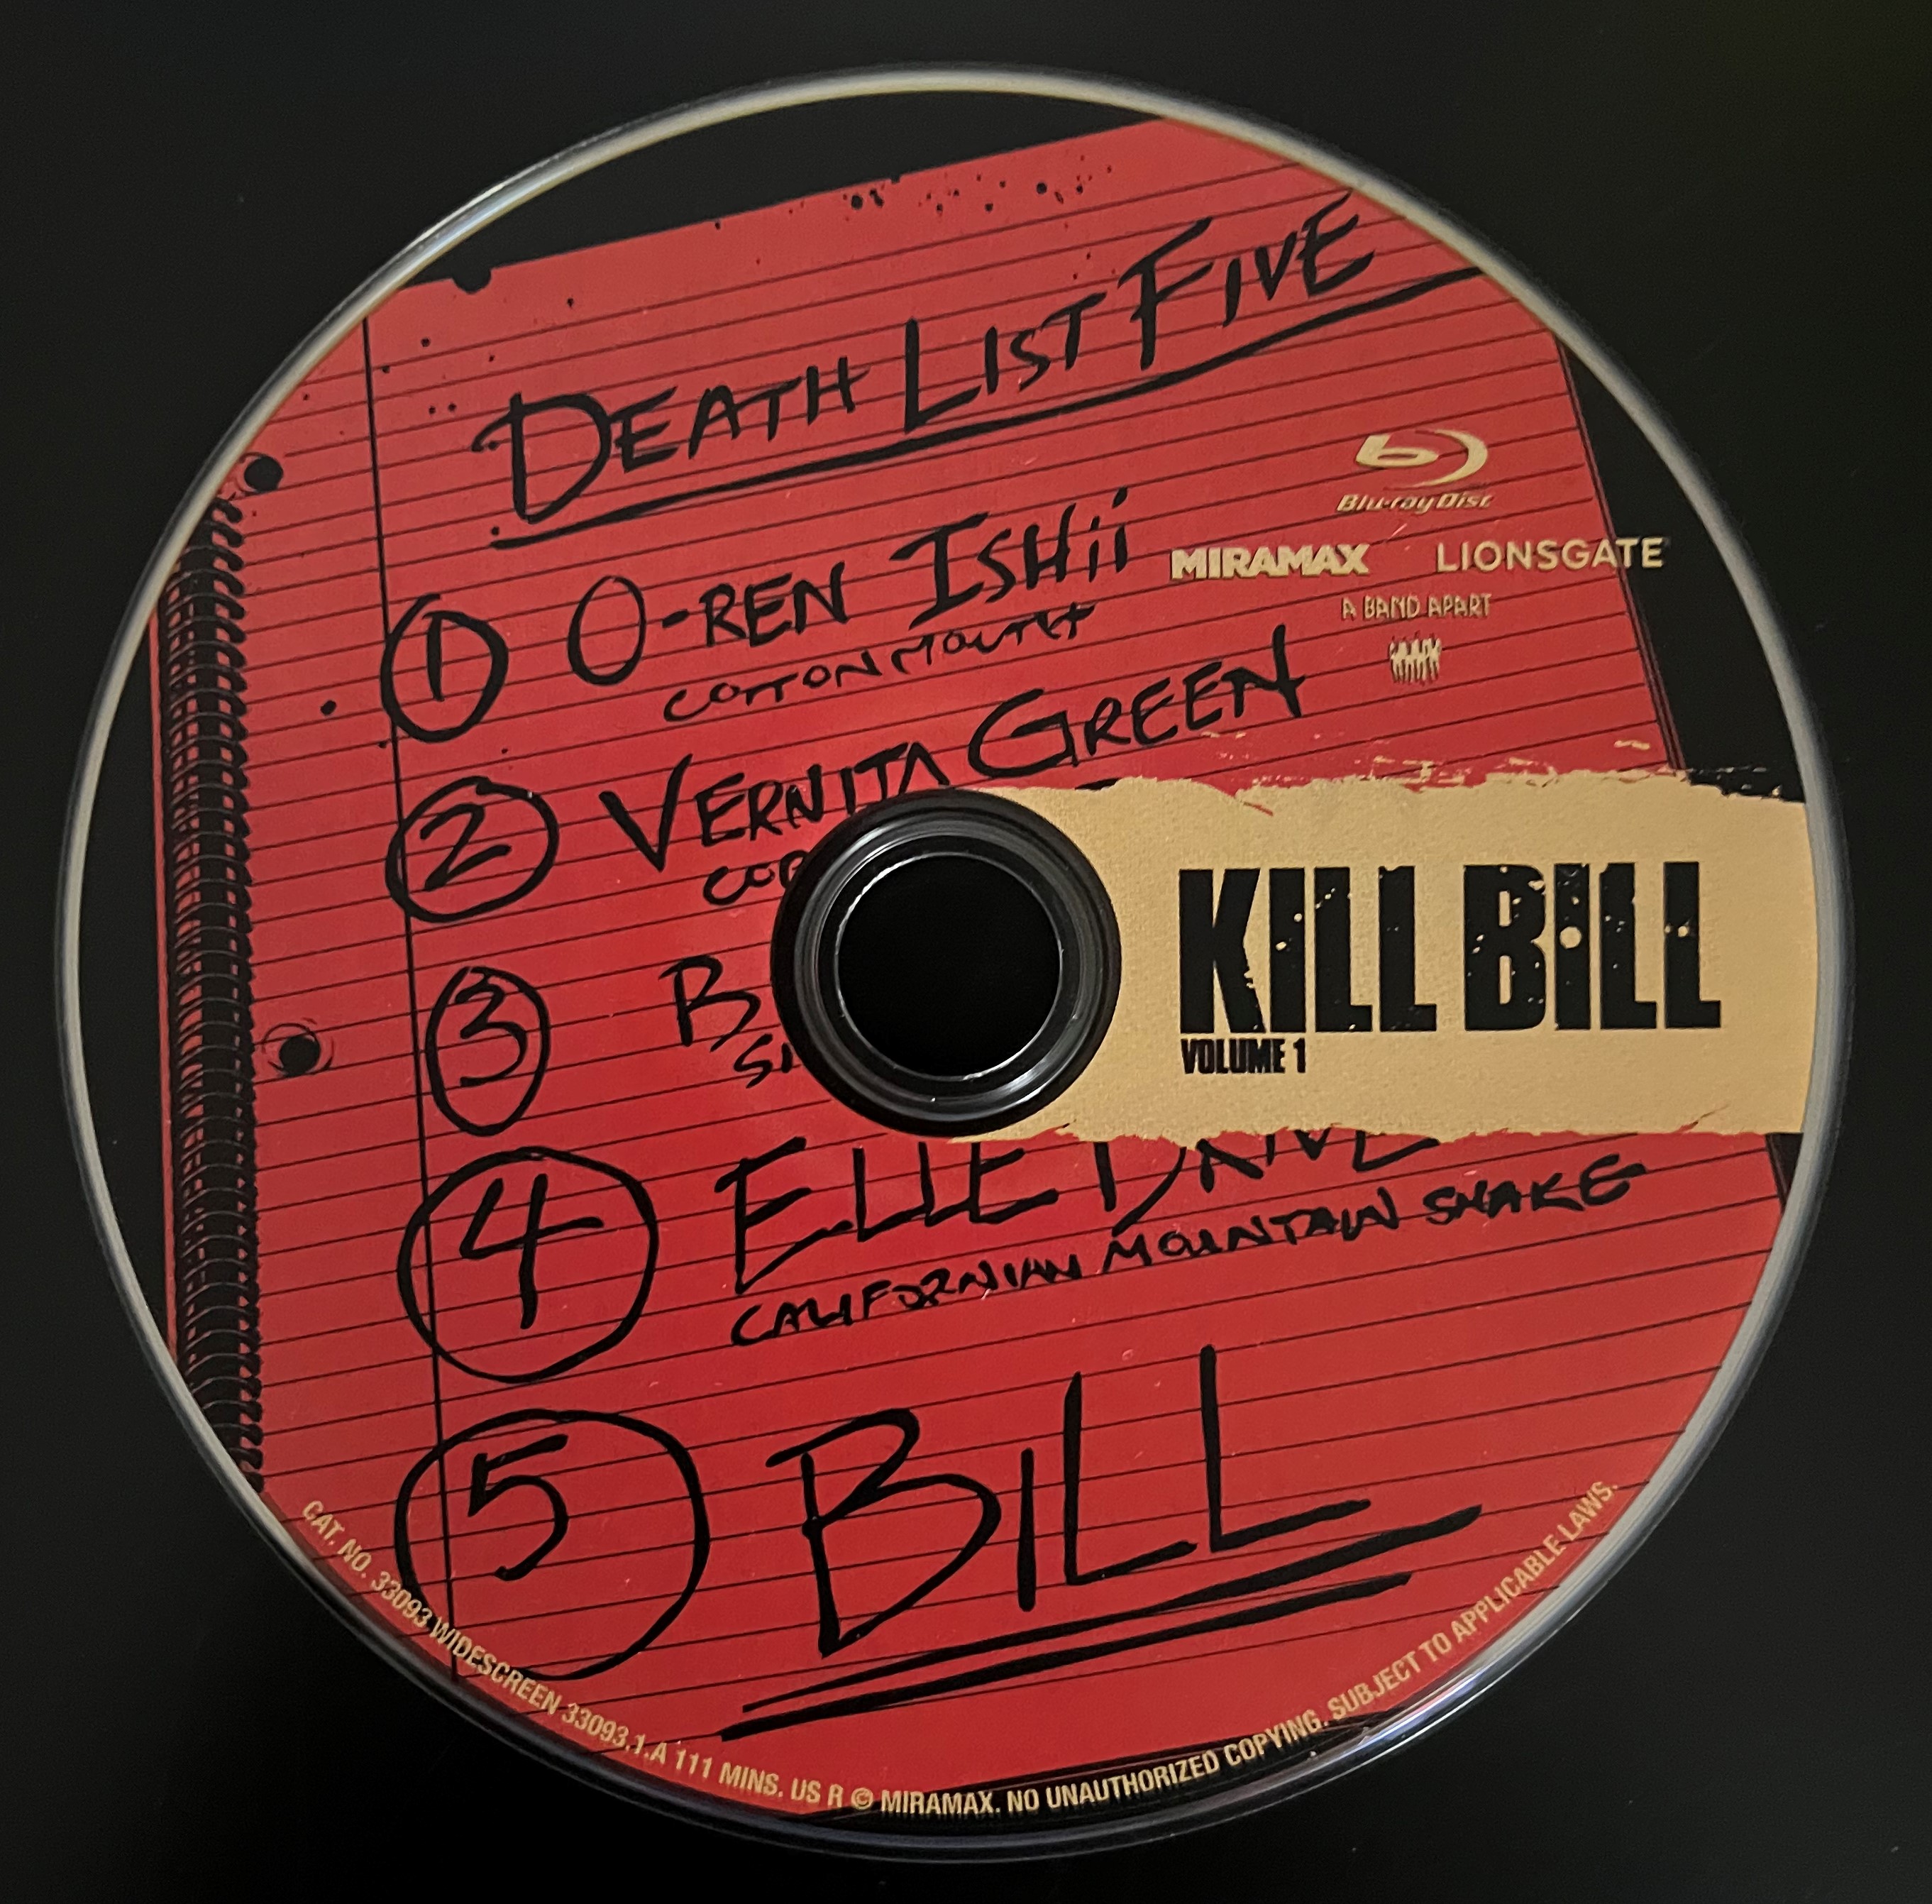 DEATH LIST FIVE
Blu-ray Disc
MIRAMAX LIONSGATE
A BAND APART
1 O-REN ISHii
COTTONMOUTH
2 VERNITA GREEN
3
4 ELLE
CALIFORNIAN MOUNTAIN SNAKE
KILL BILL
VOLUME 1
5 BILL
CAT. NO. 33093 WIDESCREEN 33093.1.A 111 MINS. US R © MIRAMAX. NO UNAUTHORIZED COPYING. SUBJECT TO APPLICABLE LAWS.